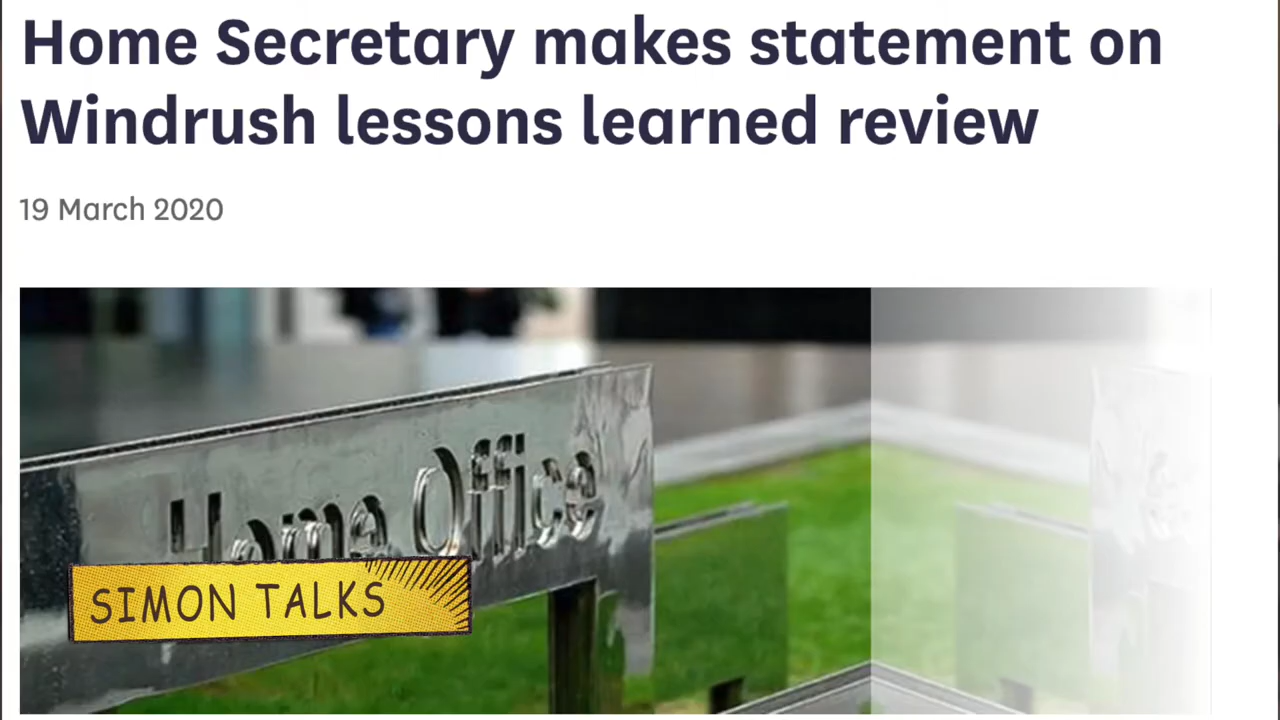 Home Secretary makes statement on
Windrush lessons learned review
19 March 2020
Home Office
SIMON TALKS